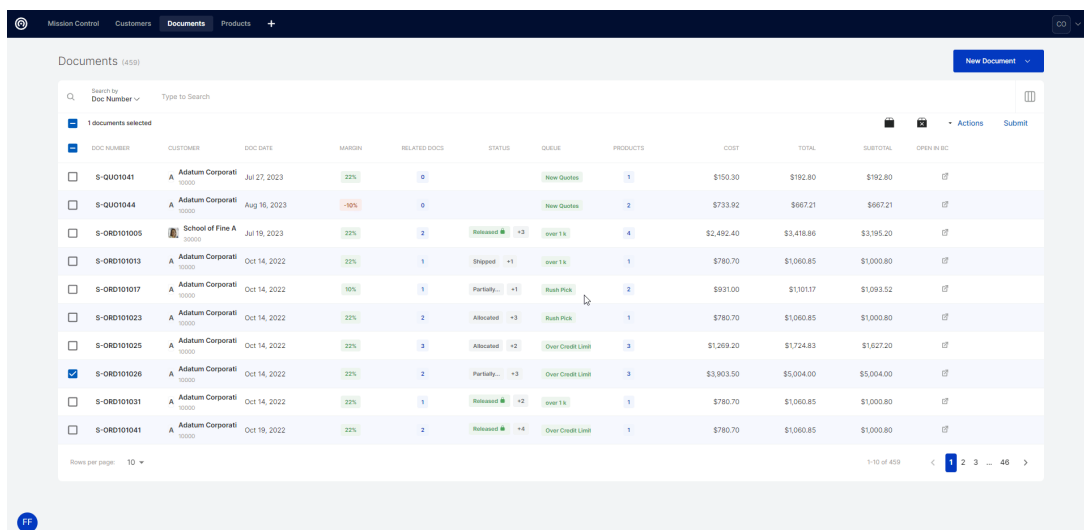 Mission Control Customers Documents Products + CO
Documents (459) New Document
Search by
Doc Number Type to Search
1 documents selected Actions Submit
DOC NUMBER CUSTOMER DOC DATE MARGIN RELATED DOCS STATUS QUEUE PRODUCTS COST TOTAL SUBTOTAL OPEN IN BC
S-QUO1041 A Adatum Corporati Jul 27, 2023 22% 0 New Quotes 1 $150.30 $192.80 $192.80
10000
S-QUO1044 A Adatum Corporati Aug 16, 2023 -10% 0 New Quotes 2 $733.92 $667.21 $667.21
10000
S-ORD101005 School of Fine A Jul 19, 2023 22% 2 Released +3 over 1 k 4 $2,492.40 $3,418.86 $3,195.20
30000
S-ORD101013 A Adatum Corporati Oct 14, 2022 22% 1 Shipped +1 over 1 k 1 $780.70 $1,060.85 $1,000.80
10000
S-ORD101017 A Adatum Corporati Oct 14, 2022 10% 1 Partially... +1 Rush Pick 2 $931.00 $1,101.17 $1,093.52
10000
S-ORD101023 A Adatum Corporati Oct 14, 2022 22% 2 Allocated +3 Rush Pick 1 $780.70 $1,060.85 $1,000.80
10000
S-ORD101025 A Adatum Corporati Oct 14, 2022 22% 3 Allocated +2 Over Credit Limit 3 $1,269.20 $1,724.83 $1,627.20
10000
S-ORD101026 A Adatum Corporati Oct 14, 2022 22% 2 Partially... +3 Over Credit Limit 3 $3,903.50 $5,004.00 $5,004.00
10000
S-ORD101031 A Adatum Corporati Oct 14, 2022 22% 1 Released +2 over 1 k 1 $780.70 $1,060.85 $1,000.80
10000
S-ORD101041 A Adatum Corporati Oct 19, 2022 22% 2 Released +4 Over Credit Limit 1 $780.70 $1,060.85 $1,000.80
10000
Rows per page: 10 1-10 of 459 < 1 2 3 ... 46 >
FF